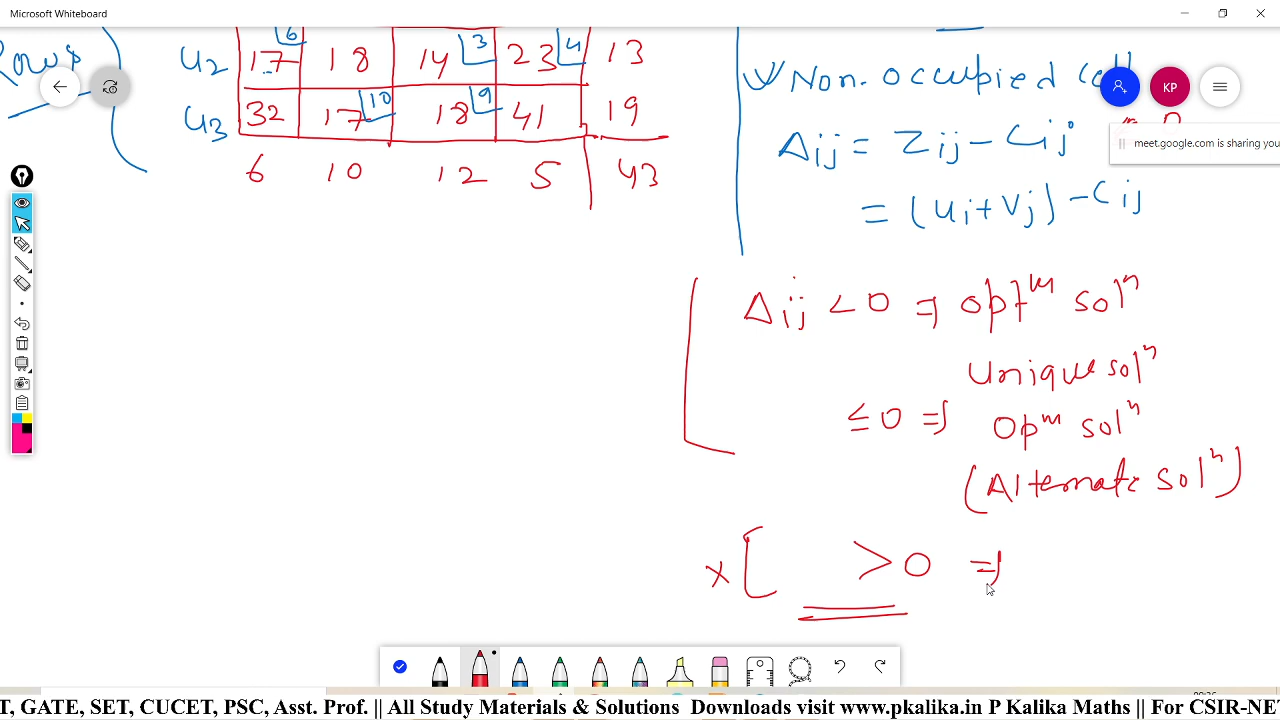 Microsoft Whiteboard
Rows
u2 17 6 18 14 3 23 4 13
u3 32 17 10 18 9 41 19
6 10 12 5 43
Non. occupied cell
Δij = Zij - Cij
= (ui + vj) - Cij
KP
meet.google.com is sharing you
Δij < 0 ⇒ optm soln
Unique soln
≤ 0 ⇒ opm soln
(Alternate soln)
x [ > 0 ⇒
T, GATE, SET, CUCET, PSC, Asst. Prof. || All Study Materials & Solutions Downloads visit www.pkalika.in P Kalika Maths || For CSIR-NE